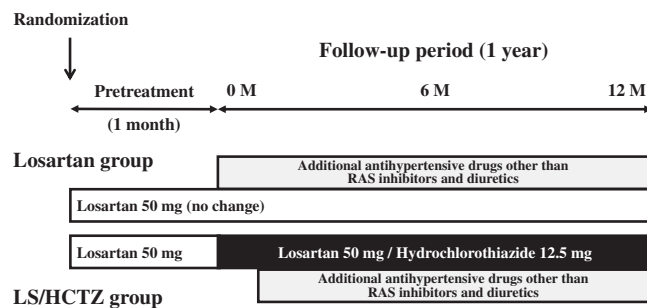 Randomization
Follow-up period (1 year)
Pretreatment
0 M
6 M
12 M
(1 month)
Losartan group
Additional antihypertensive drugs other than
RAS inhibitors and diuretics
Losartan 50 mg (no change)
Losartan 50 mg
Losartan 50 mg / Hydrochlorothiazide 12.5 mg
Additional antihypertensive drugs other than
RAS inhibitors and diuretics
LS/HCTZ group